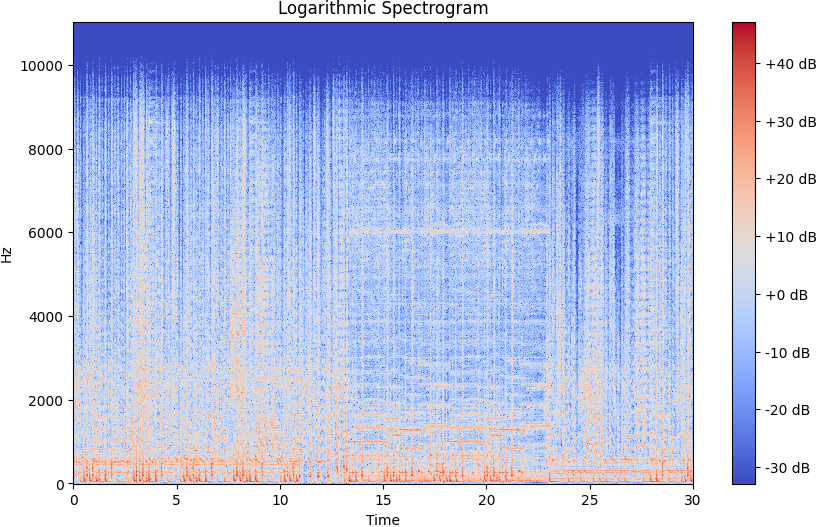 Logarithmic Spectrogram
Hz
10000
8000
6000
4000
2000
0
0 5 10 15 20 25 30
Time
+40 dB
+30 dB
+20 dB
+10 dB
+0 dB
-10 dB
-20 dB
-30 dB